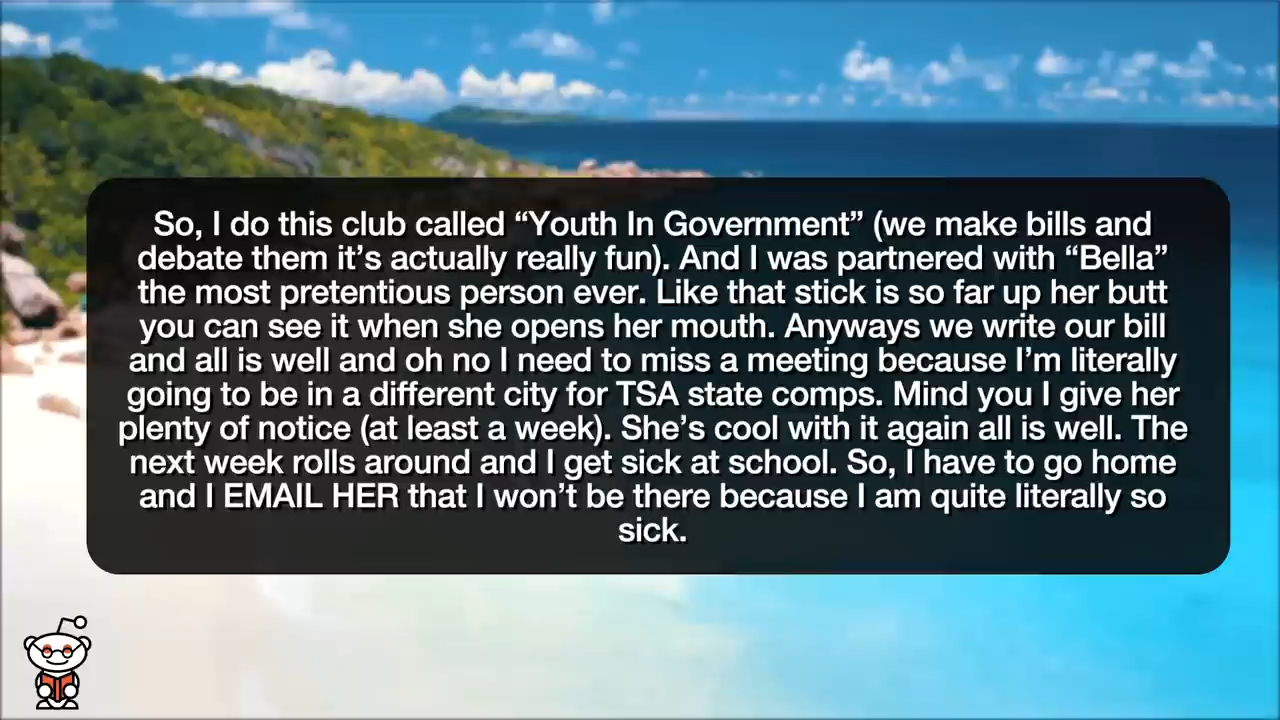 So, I do this club called “Youth In Government” (we make bills and
debate them it’s actually really fun). And I was partnered with “Bella”
the most pretentious person ever. Like that stick is so far up her butt
you can see it when she opens her mouth. Anyways we write our bill
and all is well and oh no I need to miss a meeting because I’m literally
going to be in a different city for TSA state comps. Mind you I give her
plenty of notice (at least a week). She’s cool with it again all is well. The
next week rolls around and I get sick at school. So, I have to go home
and I EMAIL HER that I won’t be there because I am quite literally so
sick.